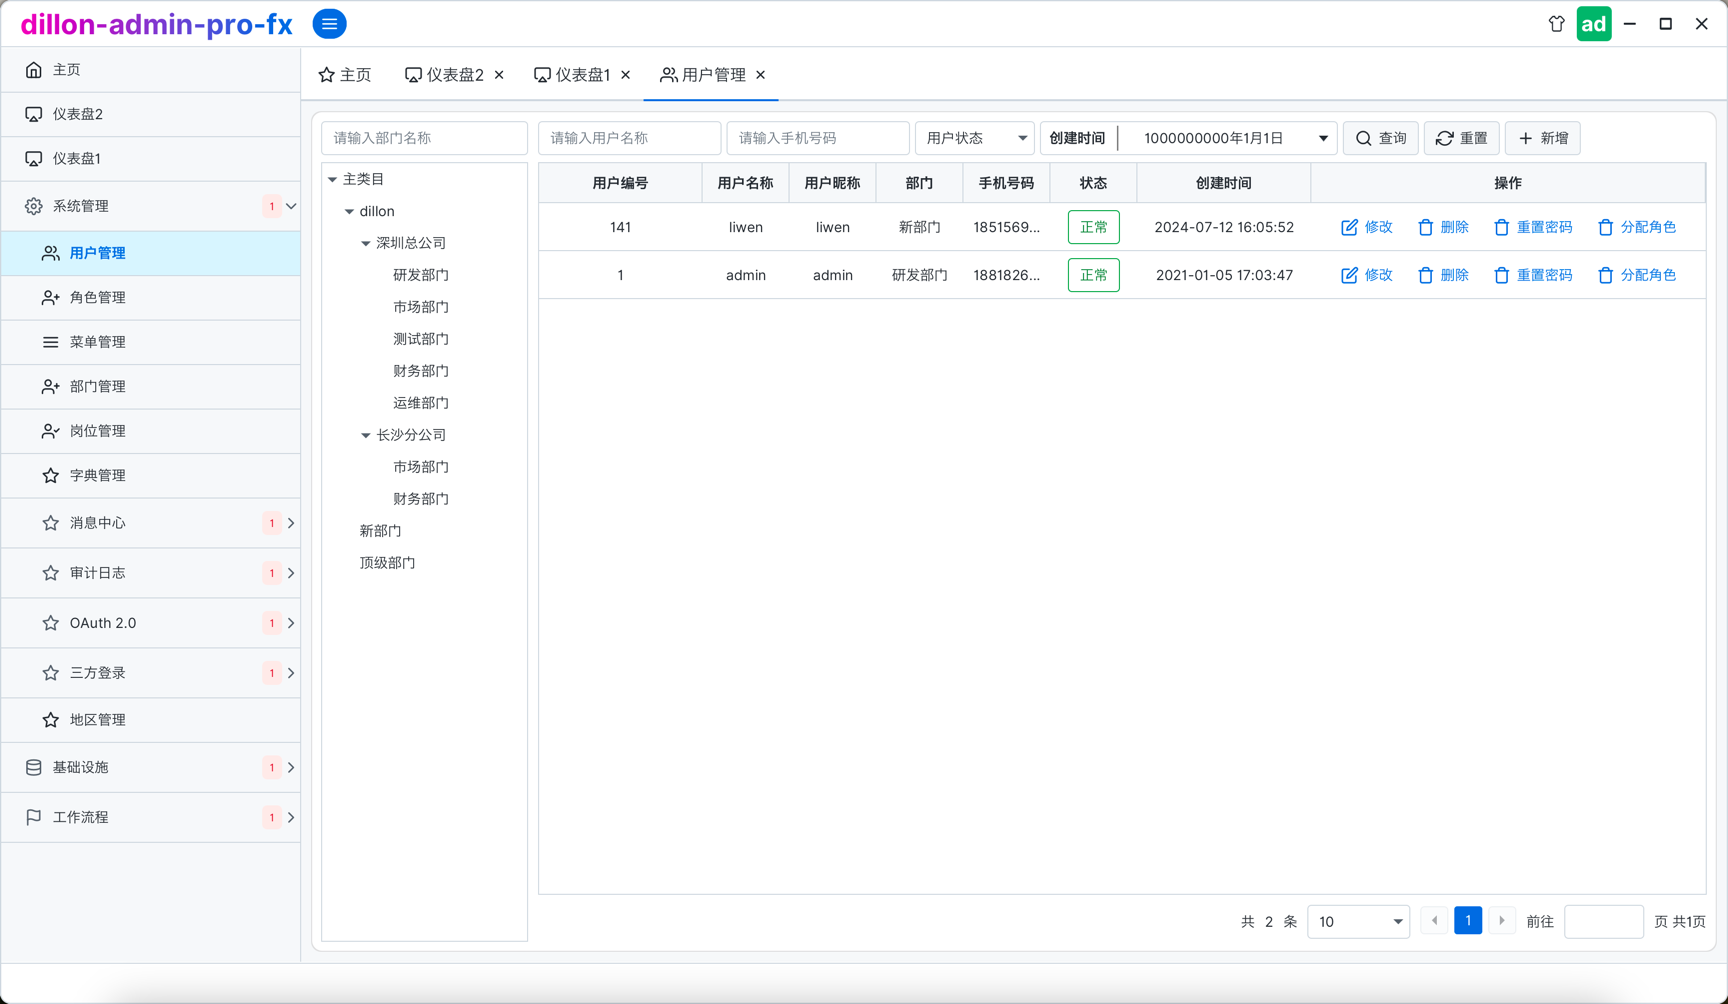 dillon-admin-pro-fx
ad
主页
仪表盘2
仪表盘1
系统管理 1
用户管理
角色管理
菜单管理
部门管理
岗位管理
字典管理
消息中心 1
审计日志 1
OAuth 2.0 1
三方登录 1
地区管理
基础设施 1
工作流程 1
主页 仪表盘2 仪表盘1 用户管理
请输入部门名称
主类目
dillon
深圳总公司
研发部门
市场部门
测试部门
财务部门
运维部门
长沙分公司
市场部门
财务部门
新部门
顶级部门
请输入用户名称 请输入手机号码 用户状态 创建时间 1000000000年1月1日 查询 重置 新增
用户编号 用户名称 用户昵称 部门 手机号码 状态 创建时间 操作
141 liwen liwen 新部门 1851569... 正常 2024-07-12 16:05:52 修改 删除 重置密码 分配角色
1 admin admin 研发部门 1881826... 正常 2021-01-05 17:03:47 修改 删除 重置密码 分配角色
共 2 条 10 1 前往 页 共1页